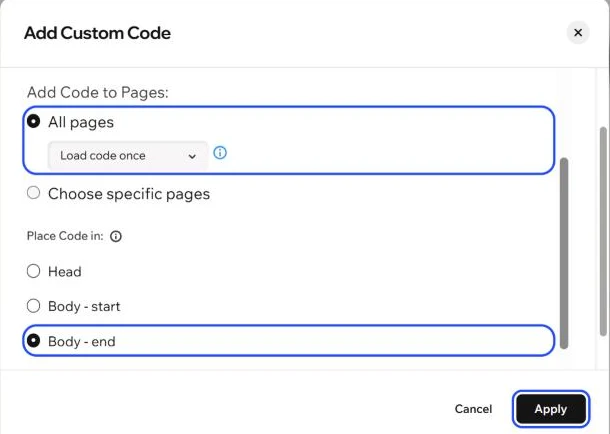 Add Custom Code
Add Code to Pages:
All pages
Load code once
Choose specific pages
Place Code in:
Head
Body - start
Body - end
Cancel
Apply